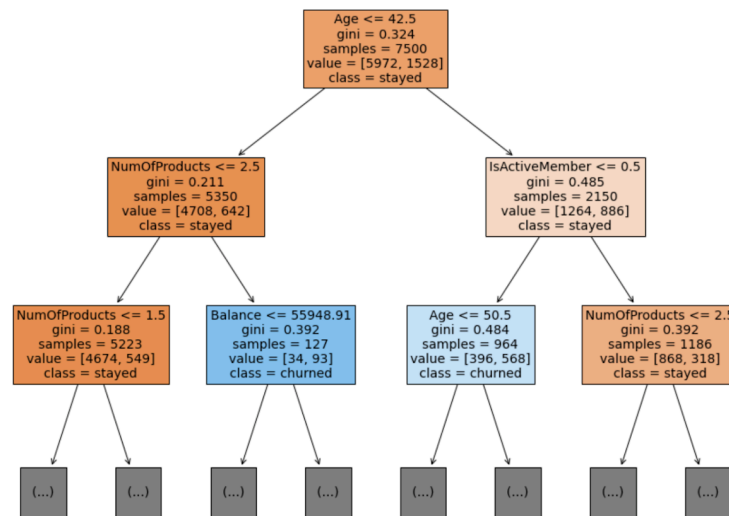 Age <= 42.5
gini = 0.324
samples = 7500
value = [5972, 1528]
class = stayed
NumOfProducts <= 2.5
gini = 0.211
samples = 5350
value = [4708, 642]
class = stayed
IsActiveMember <= 0.5
gini = 0.485
samples = 2150
value = [1264, 886]
class = stayed
NumOfProducts <= 1.5
gini = 0.188
samples = 5223
value = [4674, 549]
class = stayed
Balance <= 55948.91
gini = 0.392
samples = 127
value = [34, 93]
class = churned
Age <= 50.5
gini = 0.484
samples = 964
value = [396, 568]
class = churned
NumOfProducts <= 2.5
gini = 0.392
samples = 1186
value = [868, 318]
class = stayed
(...)
(...)
(...)
(...)
(...)
(...)
(...)
(...)